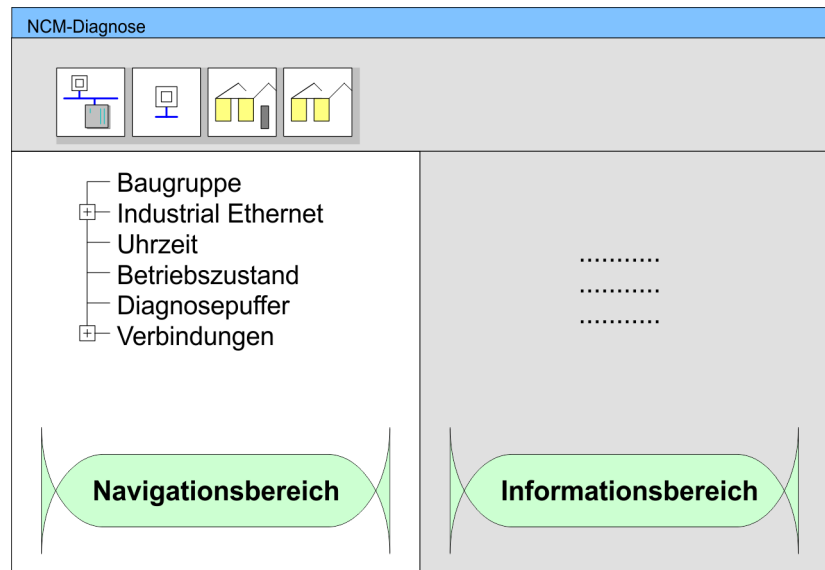 NCM-Diagnose
Baugruppe
Industrial Ethernet
Uhrzeit
Betriebszustand
Diagnosepuffer
Verbindungen
...........
...........
...........
Navigationsbereich
Informationsbereich